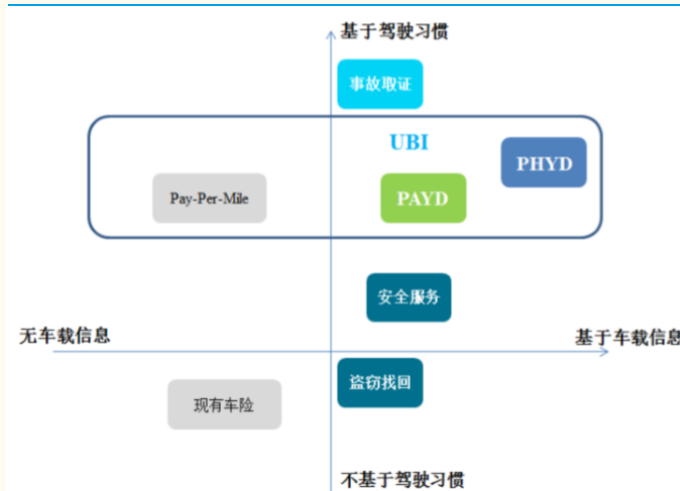 基于驾驶习惯
事故取证
UBI
PHYD
Pay-Per-Mile
PAYD
安全服务
无车载信息
基于车载信息
盗窃找回
现有车险
不基于驾驶习惯